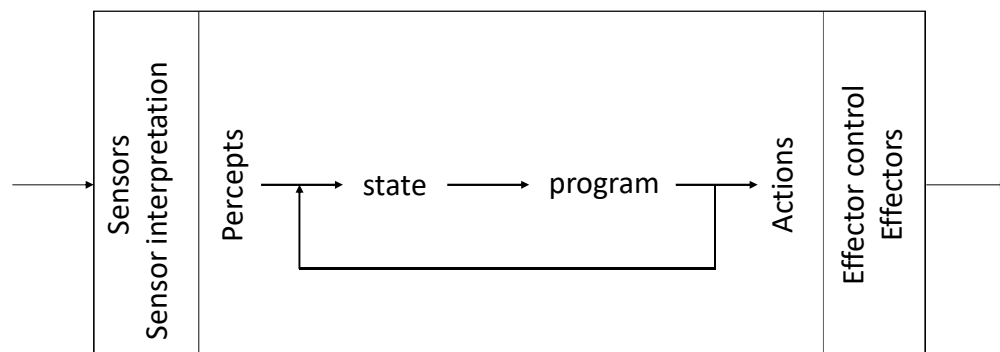 Sensors
Sensor interpretation
Percepts
state
program
Actions
Effector control
Effectors